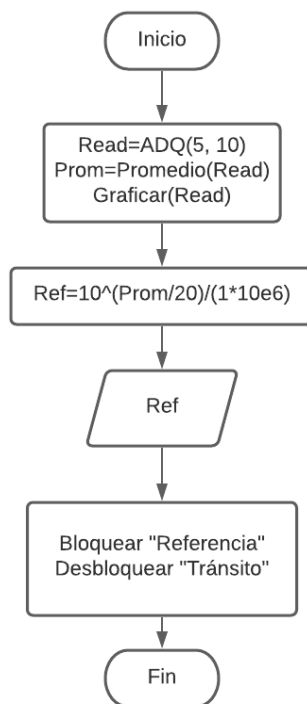 Inicio
Read=ADQ(5, 10)
Prom=Promedio(Read)
Graficar(Read)
Ref=10^(Prom/20)/(1*10e6)
Ref
Bloquear "Referencia"
Desbloquear "Tránsito"
Fin